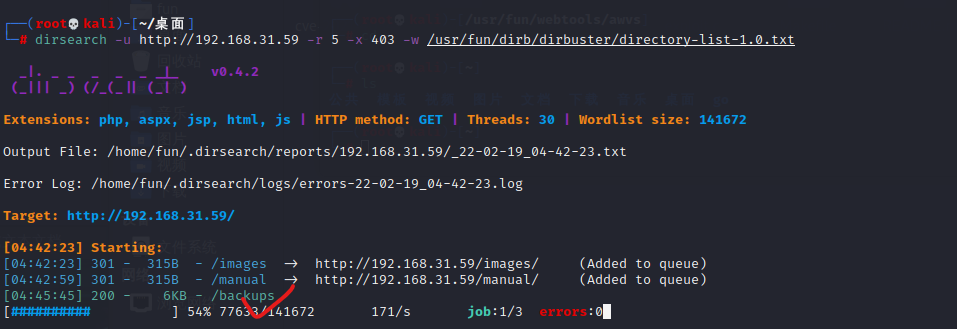 ┌──(root💀kali)-[~/桌面]
└─# dirsearch -u http://192.168.31.59 -r 5 -x 403 -w /usr/fun/dirb/dirbuster/directory-list-1.0.txt
v0.4.2
Extensions: php, aspx, jsp, html, js | HTTP method: GET | Threads: 30 | Wordlist size: 141672
Output File: /home/fun/.dirsearch/reports/192.168.31.59/_22-02-19_04-42-23.txt
Error Log: /home/fun/.dirsearch/logs/errors-22-02-19_04-42-23.log
Target: http://192.168.31.59/
[04:42:23] Starting:
[04:42:23] 301 - 315B - /images → http://192.168.31.59/images/ (Added to queue)
[04:42:59] 301 - 315B - /manual → http://192.168.31.59/manual/ (Added to queue)
[04:45:45] 200 - 6KB - /backups
[########## ] 54% 77633/141672 171/s job:1/3 errors:0